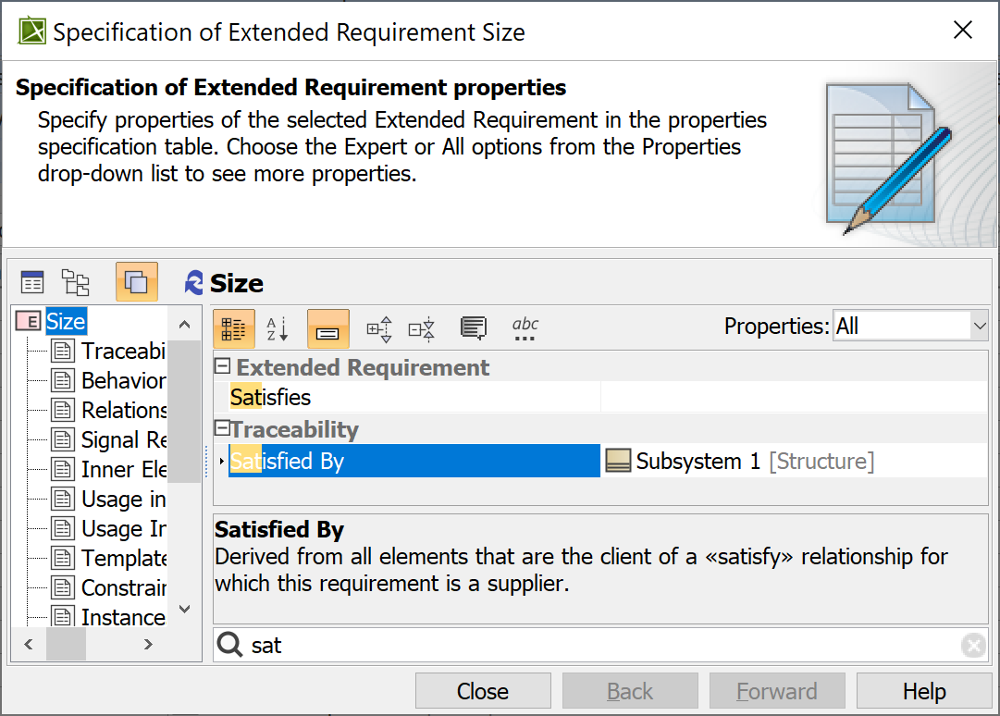 Specification of Extended Requirement Size
Specification of Extended Requirement properties
Specify properties of the selected Extended Requirement in the properties
specification table. Choose the Expert or All options from the Properties
drop-down list to see more properties.
Size
E Size
Traceabi
Behavior
Relations
Signal Re
Inner Ele
Usage in
Usage In
Template
Constrain
Instance
A Z
abc
Properties: All
Extended Requirement
Satisfies
Traceability
Satisfied By Subsystem 1 [Structure]
Satisfied By
Derived from all elements that are the client of a «satisfy» relationship for
which this requirement is a supplier.
sat
Close Back Forward Help